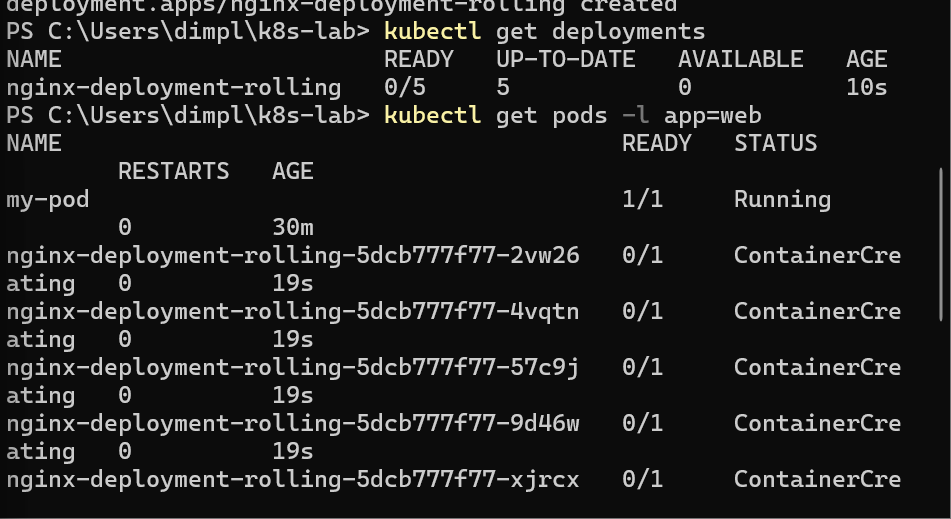 deployment.apps/nginx-deployment-rolling created
PS C:\Users\dimpl\k8s-lab> kubectl get deployments
NAME                       READY   UP-TO-DATE   AVAILABLE   AGE
nginx-deployment-rolling   0/5     5            0           10s
PS C:\Users\dimpl\k8s-lab> kubectl get pods -l app=web
NAME                                        READY   STATUS
        RESTARTS   AGE
my-pod                                      1/1     Running
        0          30m
nginx-deployment-rolling-5dcb777f77-2vw26   0/1     ContainerCre
ating   0          19s
nginx-deployment-rolling-5dcb777f77-4vqtn   0/1     ContainerCre
ating   0          19s
nginx-deployment-rolling-5dcb777f77-57c9j   0/1     ContainerCre
ating   0          19s
nginx-deployment-rolling-5dcb777f77-9d46w   0/1     ContainerCre
ating   0          19s
nginx-deployment-rolling-5dcb777f77-xjrcx   0/1     ContainerCre